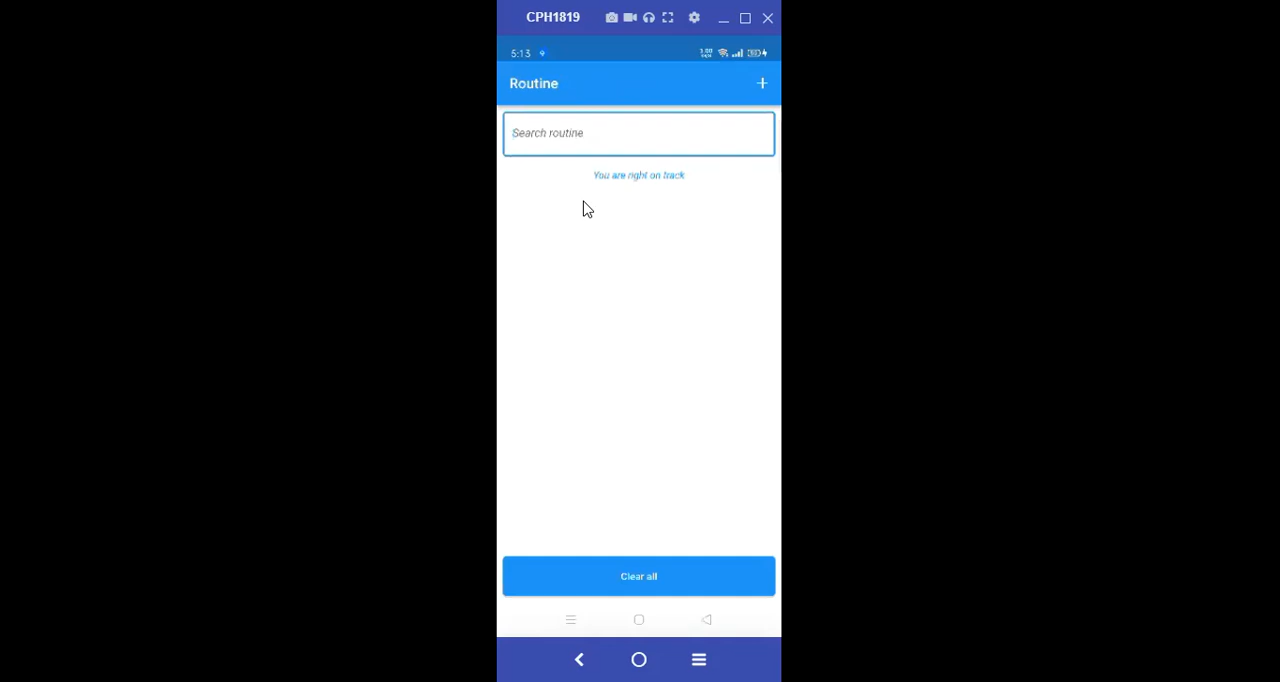 CPH1819
5:13
Routine
Search routine
You are right on track
Clear all